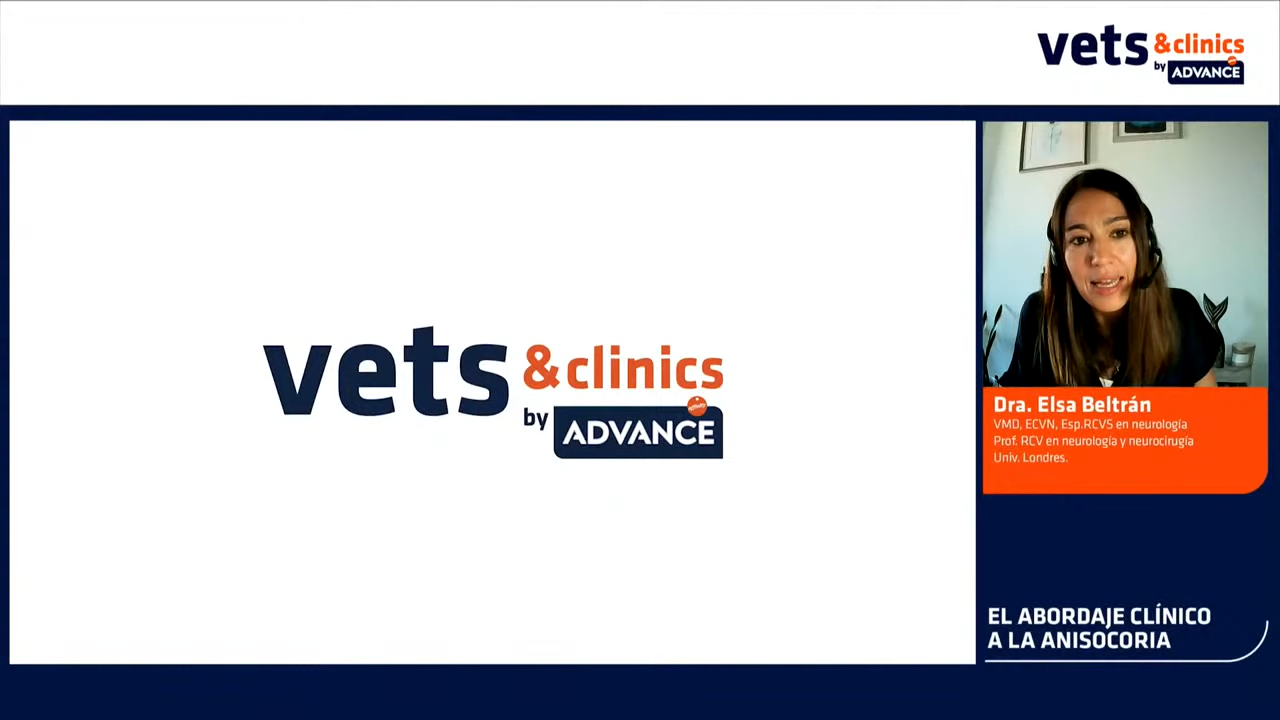 vets &clinics
by ADVANCE
vets &clinics
by ADVANCE
Dra. Elsa Beltrán
VMD, ECVN, Esp.RCVS en neurología
Prof. RCV en neurología y neurocirugía
Univ. Londres.
EL ABORDAJE CLÍNICO
A LA ANISOCORIA